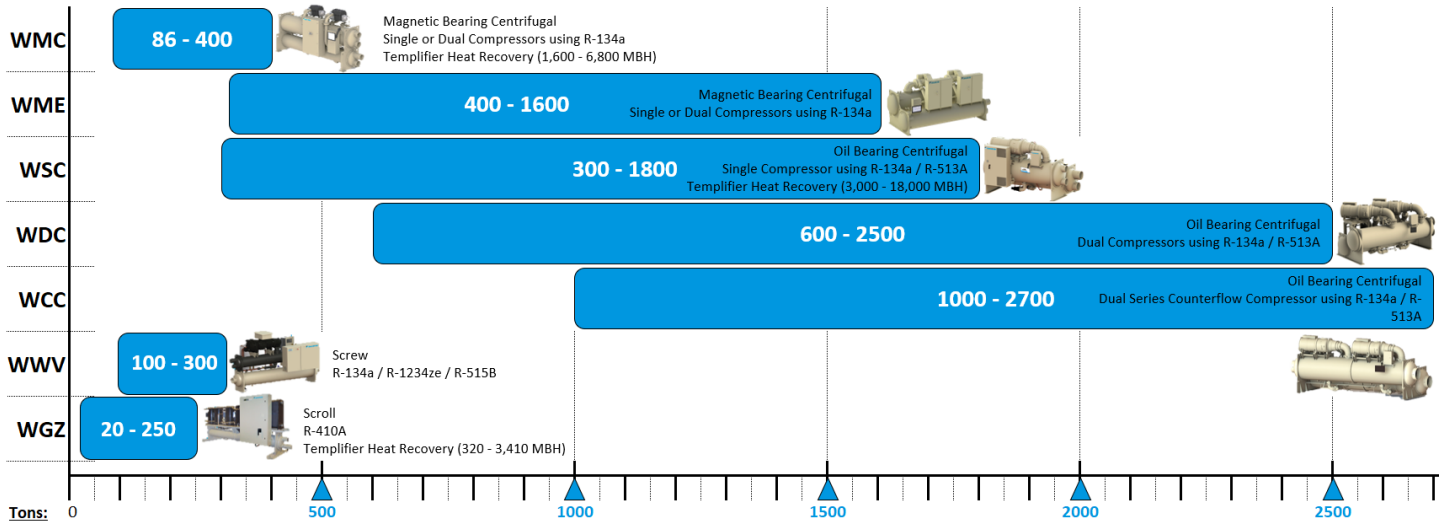 WMC
86 - 400
Magnetic Bearing Centrifugal
Single or Dual Compressors using R-134a
Templifier Heat Recovery (1,600 - 6,800 MBH)
WME
400 - 1600
Magnetic Bearing Centrifugal
Single or Dual Compressors using R-134a
WSC
300 - 1800
Oil Bearing Centrifugal
Single Compressor using R-134a / R-513A
Templifier Heat Recovery (3,000 - 18,000 MBH)
WDC
600 - 2500
Oil Bearing Centrifugal
Dual Compressors using R-134a / R-513A
WCC
1000 - 2700
Oil Bearing Centrifugal
Dual Series Counterflow Compressor using R-134a / R-
513A
WWV
100 - 300
Screw
R-134a / R-1234ze / R-515B
WGZ
20 - 250
Scroll
R-410A
Templifier Heat Recovery (320 - 3,410 MBH)
Tons: 0 500 1000 1500 2000 2500